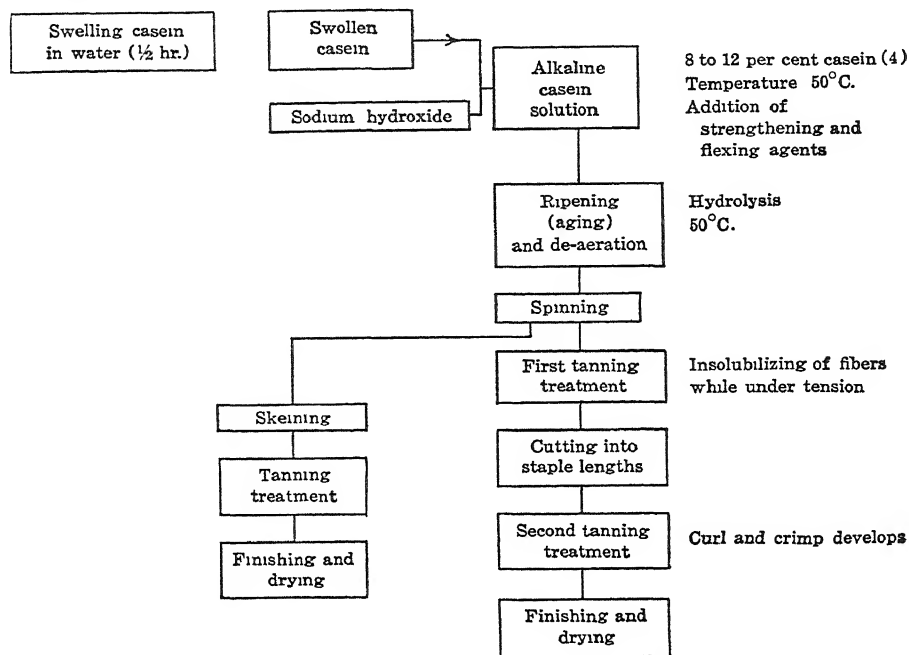 Swelling casein
in water (½ hr.)
Swollen
casein
Sodium hydroxide
Alkaline
casein
solution
8 to 12 per cent casein (4)
Temperature 50°C.
Addition of
strengthening and
flexing agents
Ripening
(aging)
and de-aeration
Hydrolysis
50°C.
Spinning
First tanning
treatment
Insolubilizing of fibers
while under tension
Skeining
Cutting into
staple lengths
Tanning
treatment
Second tanning
treatment
Curl and crimp develops
Finishing and
drying
Finishing and
drying